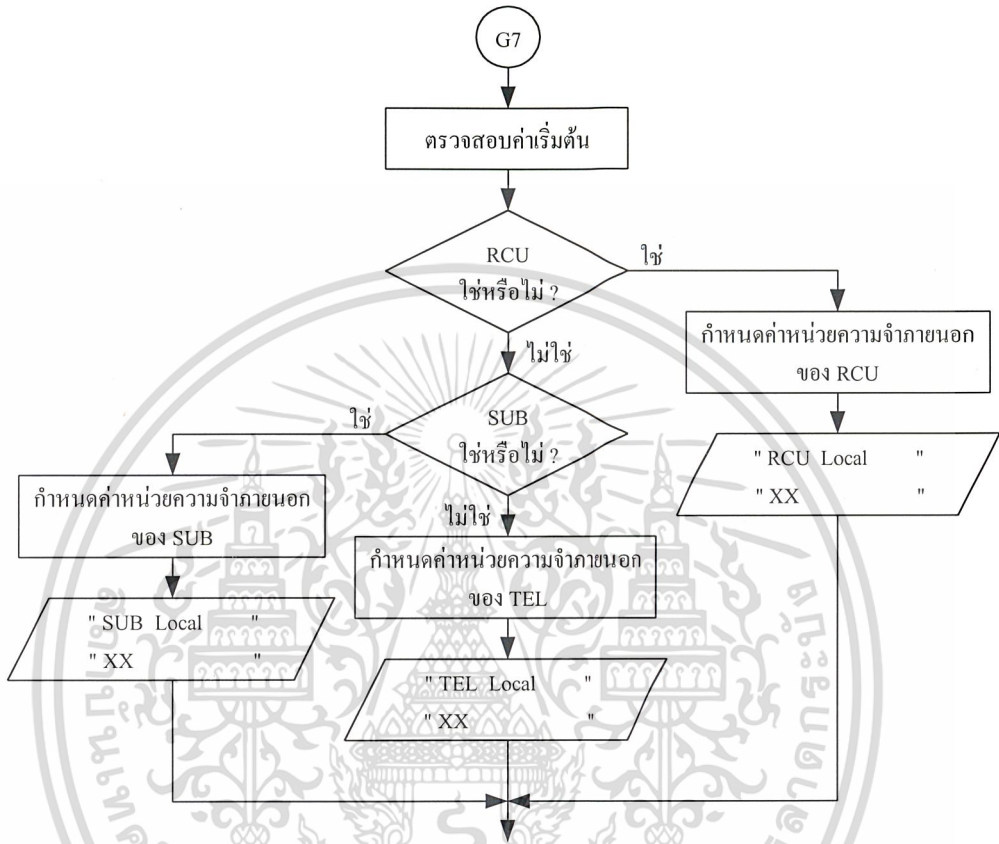 G7
ตรวจสอบค่าเริ่มต้น
RCU
ใช่หรือไม่ ?
ใช่
กำหนดค่าหน่วยความจำภายนอก
ของ RCU
ไม่ใช่
" RCU Local "
" XX "
SUB
ใช่หรือไม่ ?
ใช่
กำหนดค่าหน่วยความจำภายนอก
ของ SUB
ไม่ใช่
กำหนดค่าหน่วยความจำภายนอก
ของ TEL
" SUB Local "
" XX "
" TEL Local "
" XX "